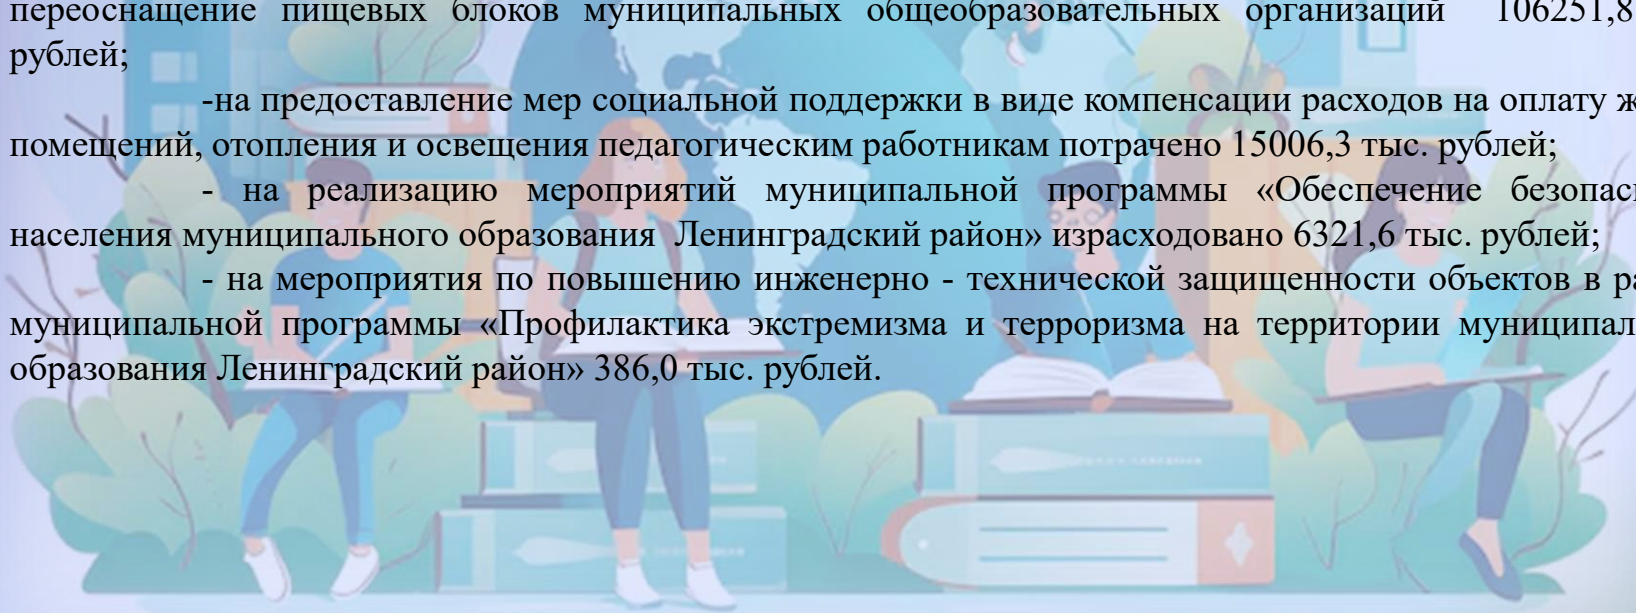 переоснащение пищевых блоков муниципальных общеобразовательных организаций 106251,8
рублей;
-на предоставление мер социальной поддержки в виде компенсации расходов на оплату ж
помещений, отопления и освещения педагогическим работникам потрачено 15006,3 тыс. рублей;
- на реализацию мероприятий муниципальной программы «Обеспечение безопас
населения муниципального образования Ленинградский район» израсходовано 6321,6 тыс. рублей;
- на мероприятия по повышению инженерно - технической защищенности объектов в ра
муниципальной программы «Профилактика экстремизма и терроризма на территории муниципал
образования Ленинградский район» 386,0 тыс. рублей.